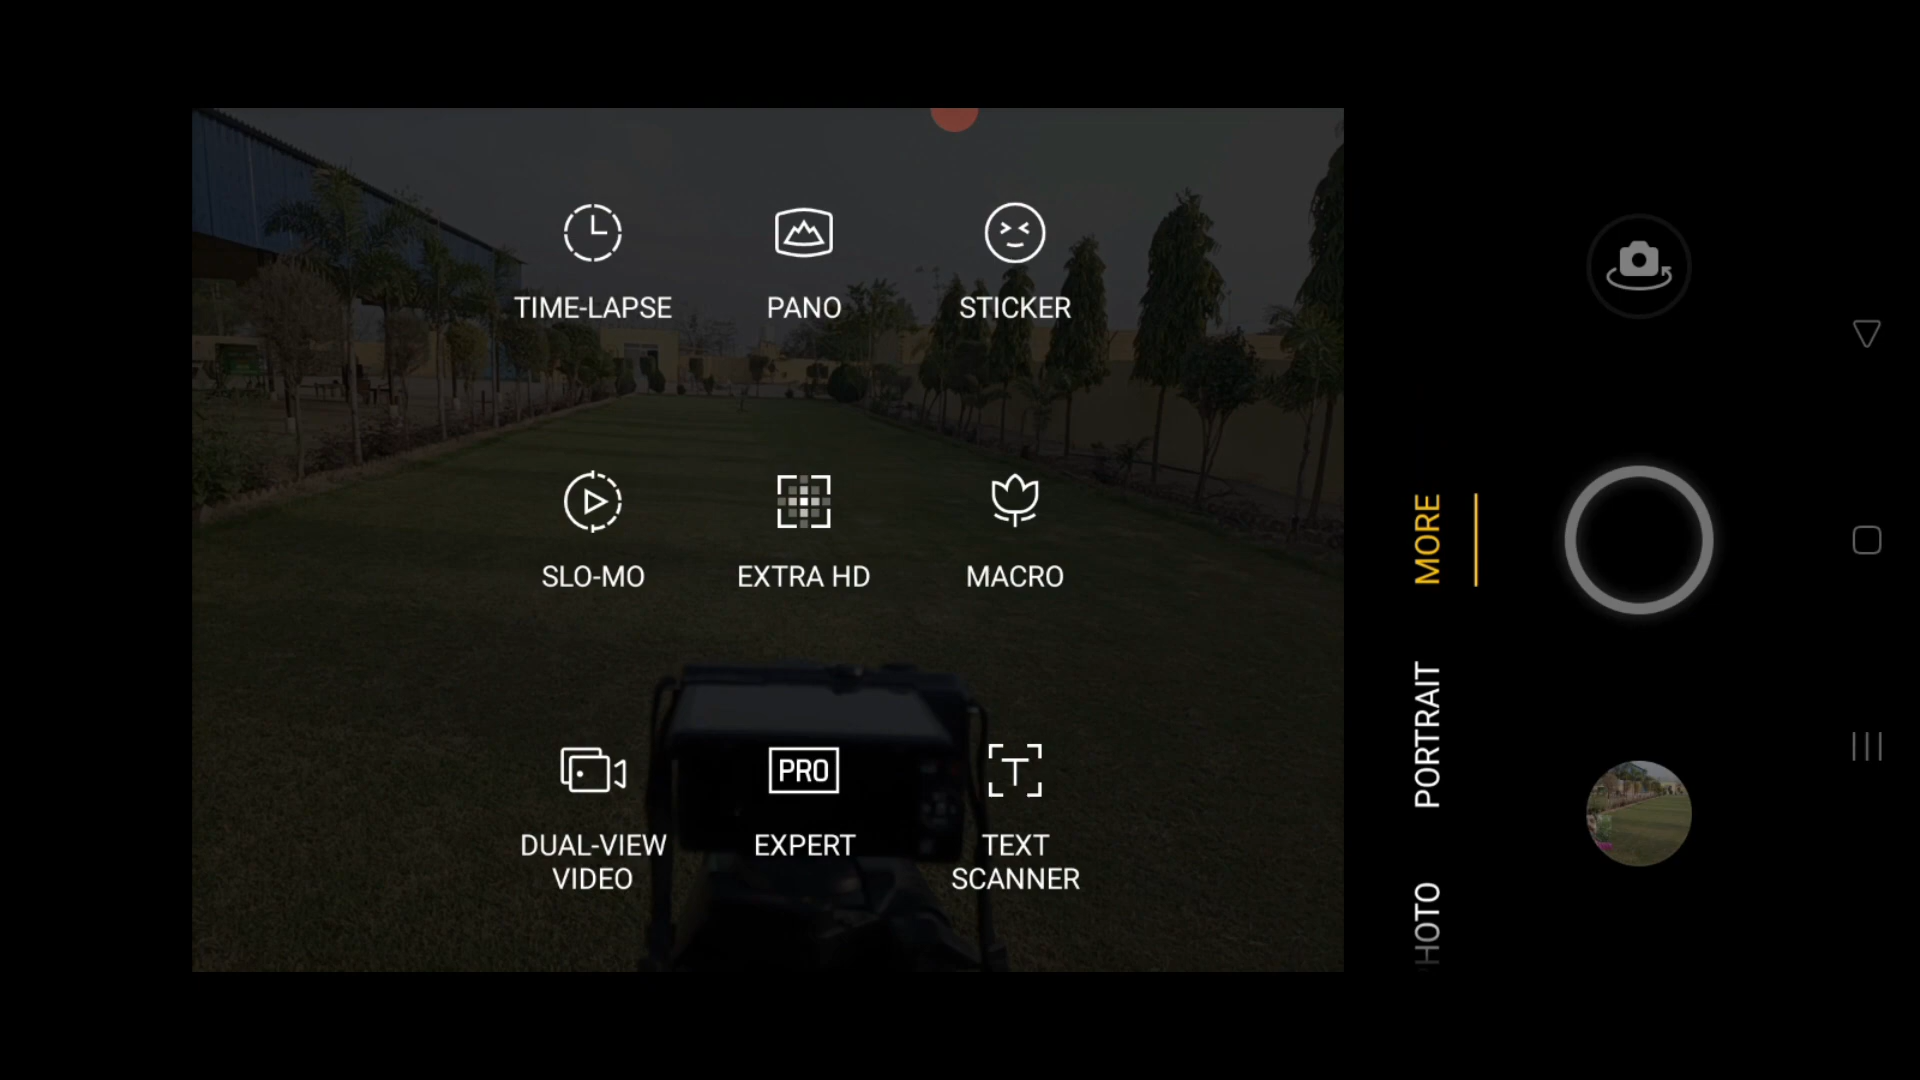 TIME-LAPSE
PANO
STICKER
SLO-MO
EXTRA HD
MACRO
DUAL-VIEW
VIDEO
PRO
EXPERT
T
TEXT
SCANNER
MORE
PORTRAIT
HOTO